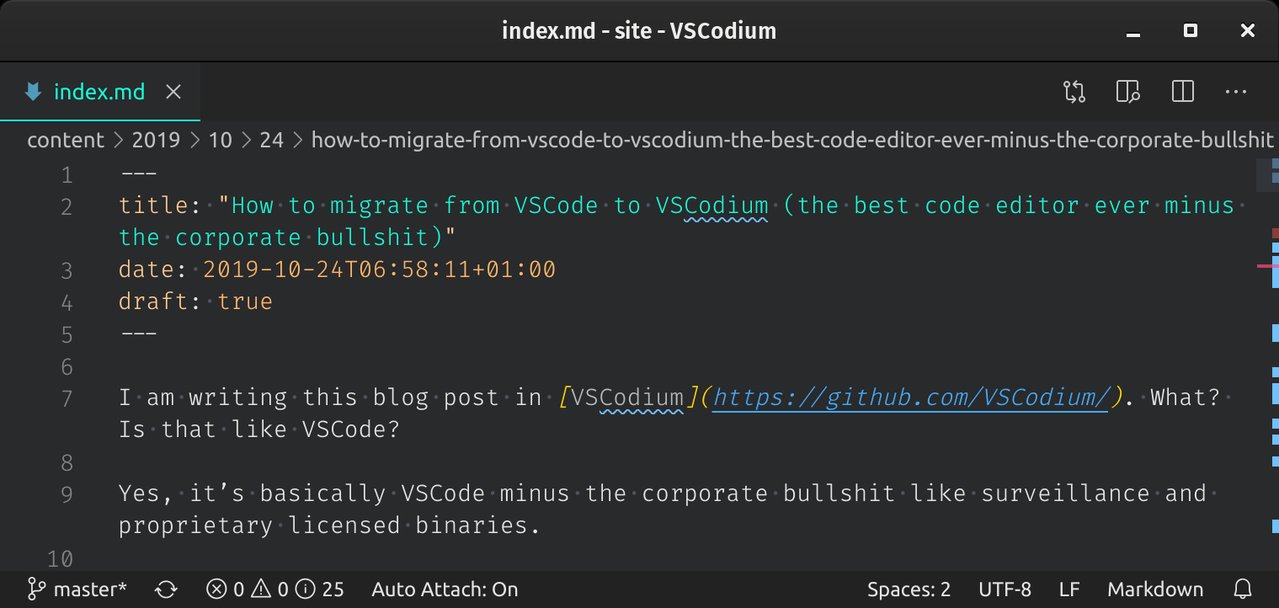 index.md - site - VSCodium
index.md
content > 2019 > 10 > 24 > how-to-migrate-from-vscode-to-vscodium-the-best-code-editor-ever-minus-the-corporate-bullshit
1 ---
2 title: "How to migrate from VSCode to VSCodium (the best code editor ever minus
the corporate bullshit)"
3 date: 2019-10-24T06:58:11+01:00
4 draft: true
5 ---
6
7 I am writing this blog post in [VSCodium](https://github.com/VSCodium/). What?
Is that like VSCode?
8
9 Yes, it’s basically VSCode minus the corporate bullshit like surveillance and
proprietary licensed binaries.
10
master* 0 0 25 Auto Attach: On Spaces: 2 UTF-8 LF Markdown